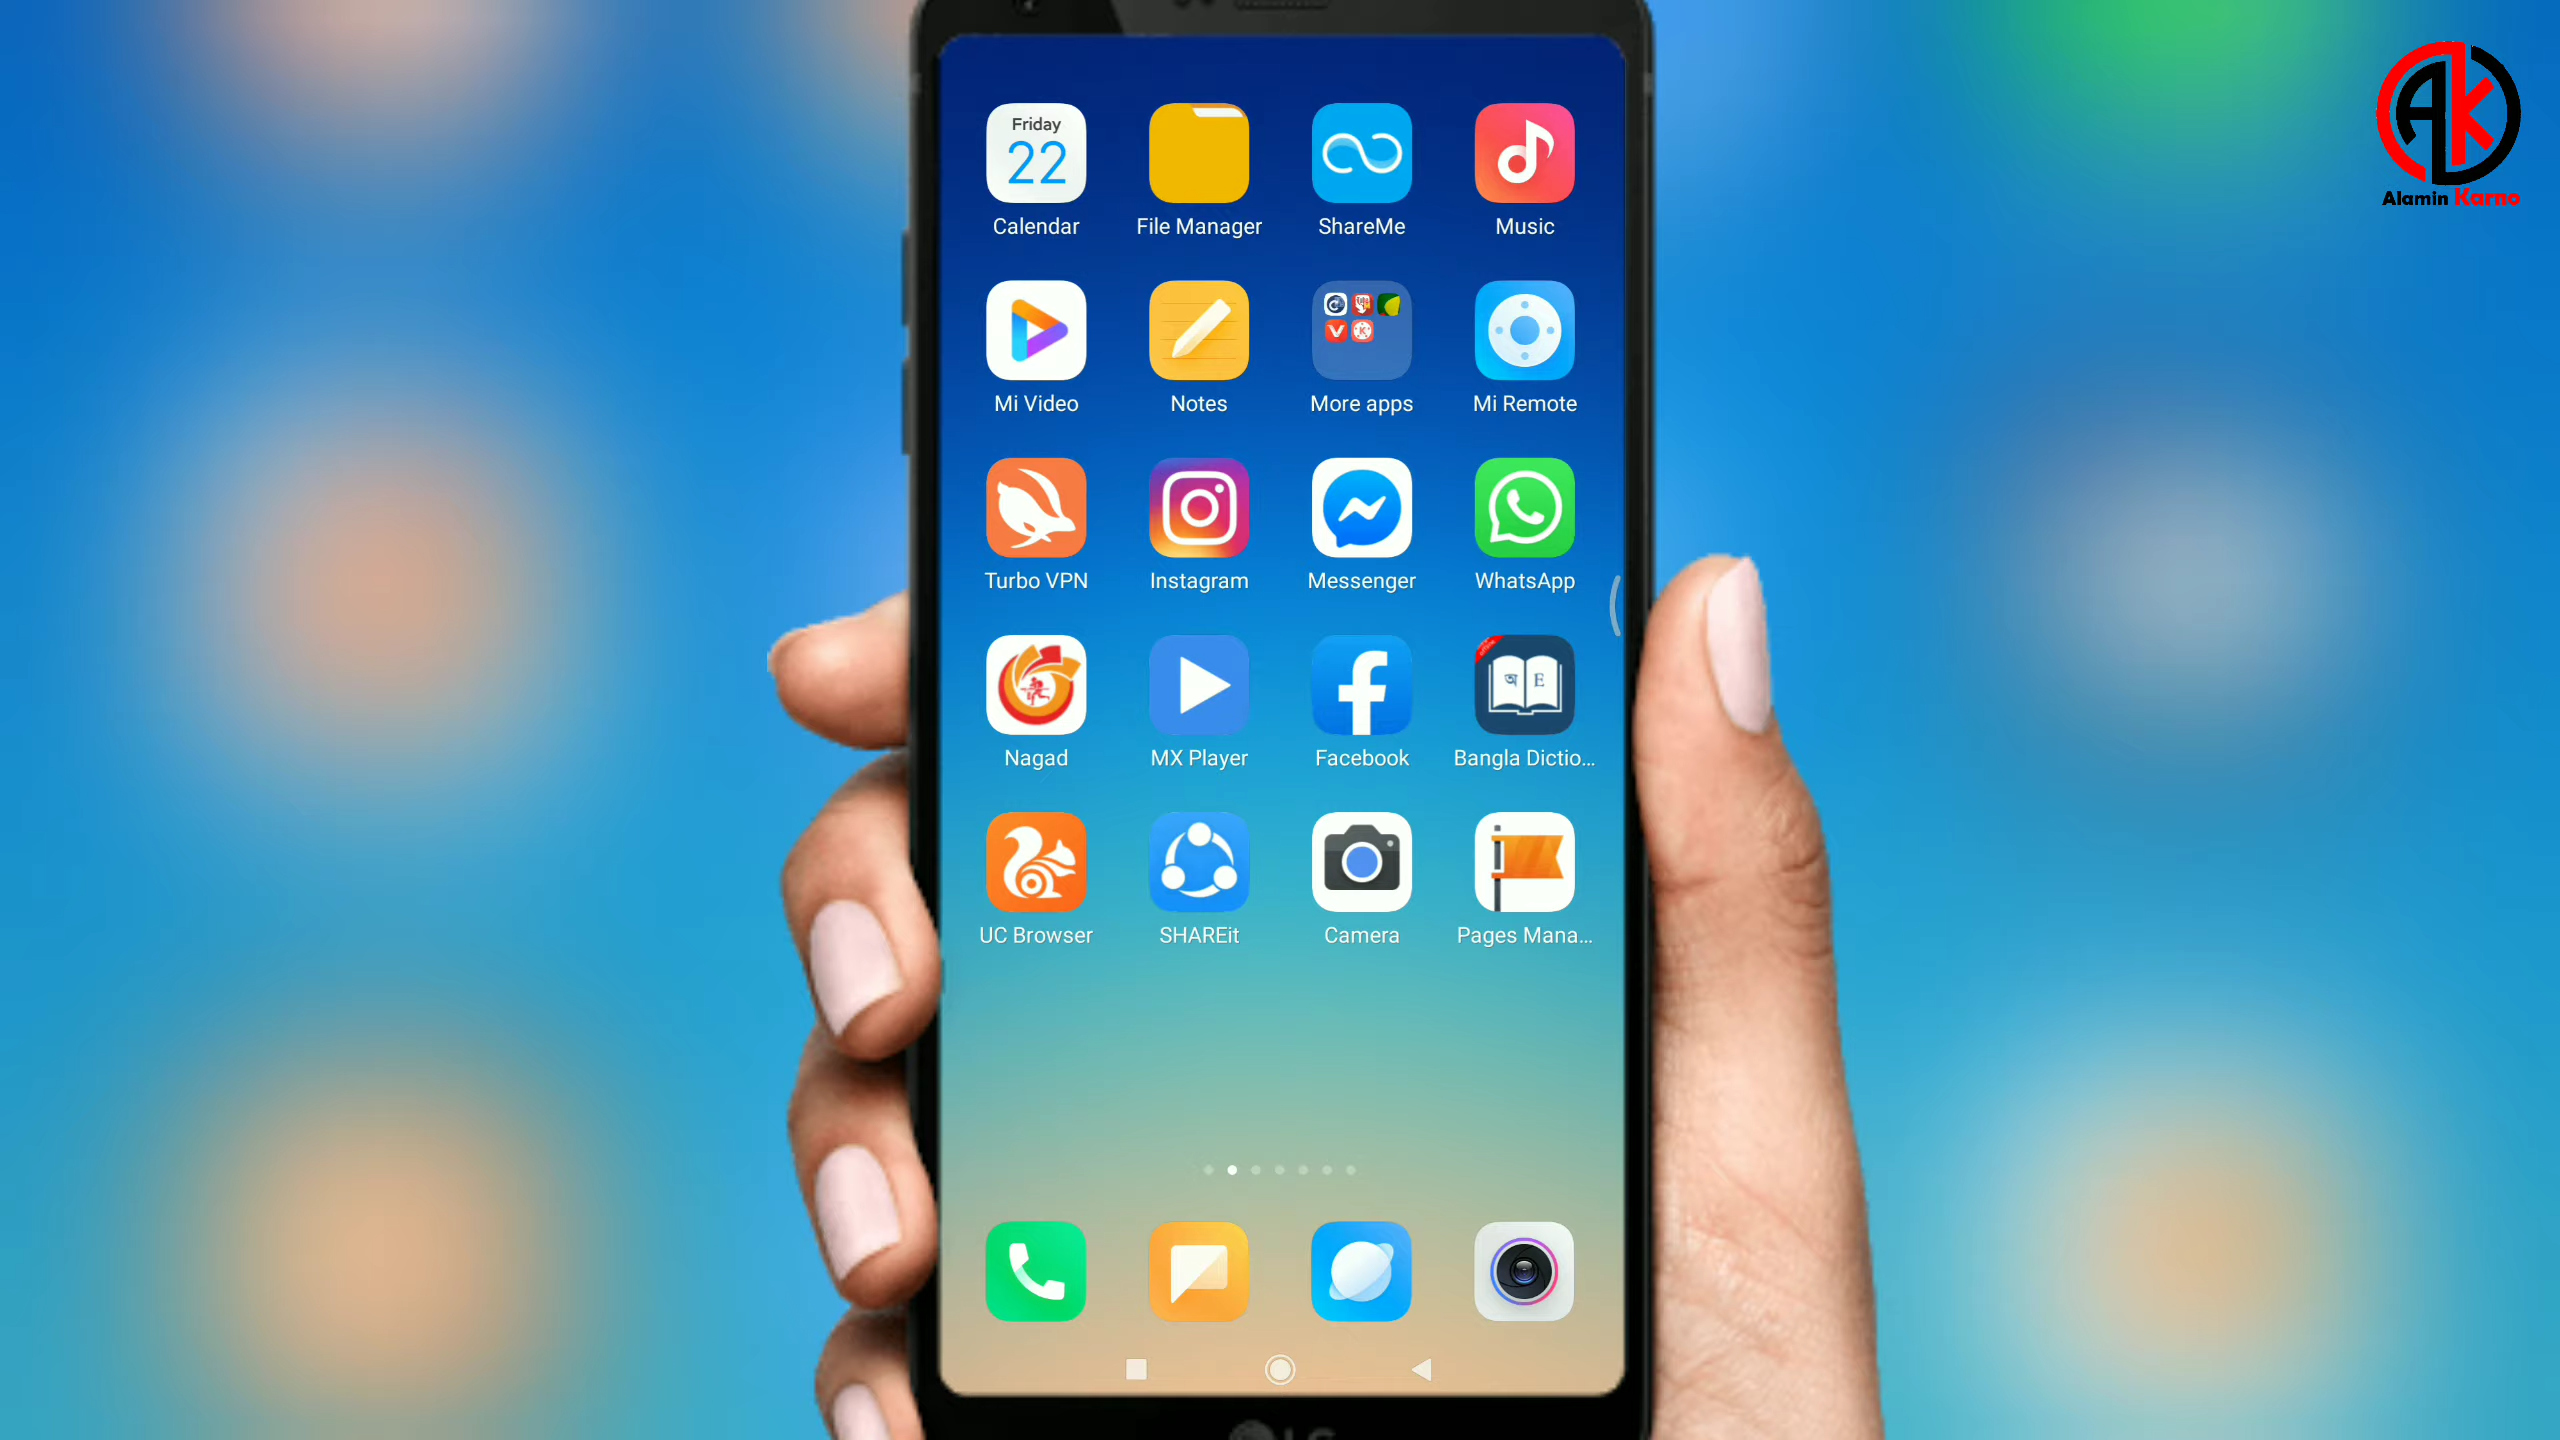 Alamin Karno
Friday
22
Calendar
File Manager
ShareMe
Music
Mi Video
Notes
More apps
Mi Remote
Turbo VPN
Instagram
Messenger
WhatsApp
অ E
Nagad
MX Player
Facebook
Bangla Dictio...
UC Browser
SHAREit
Camera
Pages Mana...